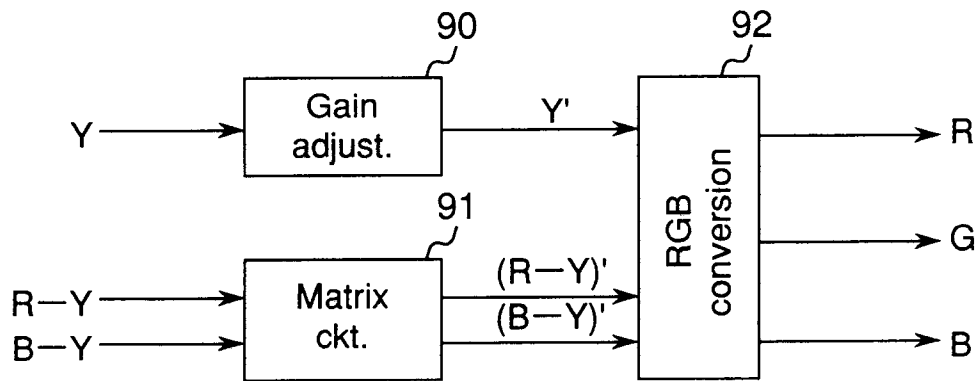 90
92
Y
Gain
adjust.
Y'
R
91
RGB
conversion
G
R—Y
B—Y
Matrix
ckt.
(R—Y)'
(B—Y)'
B